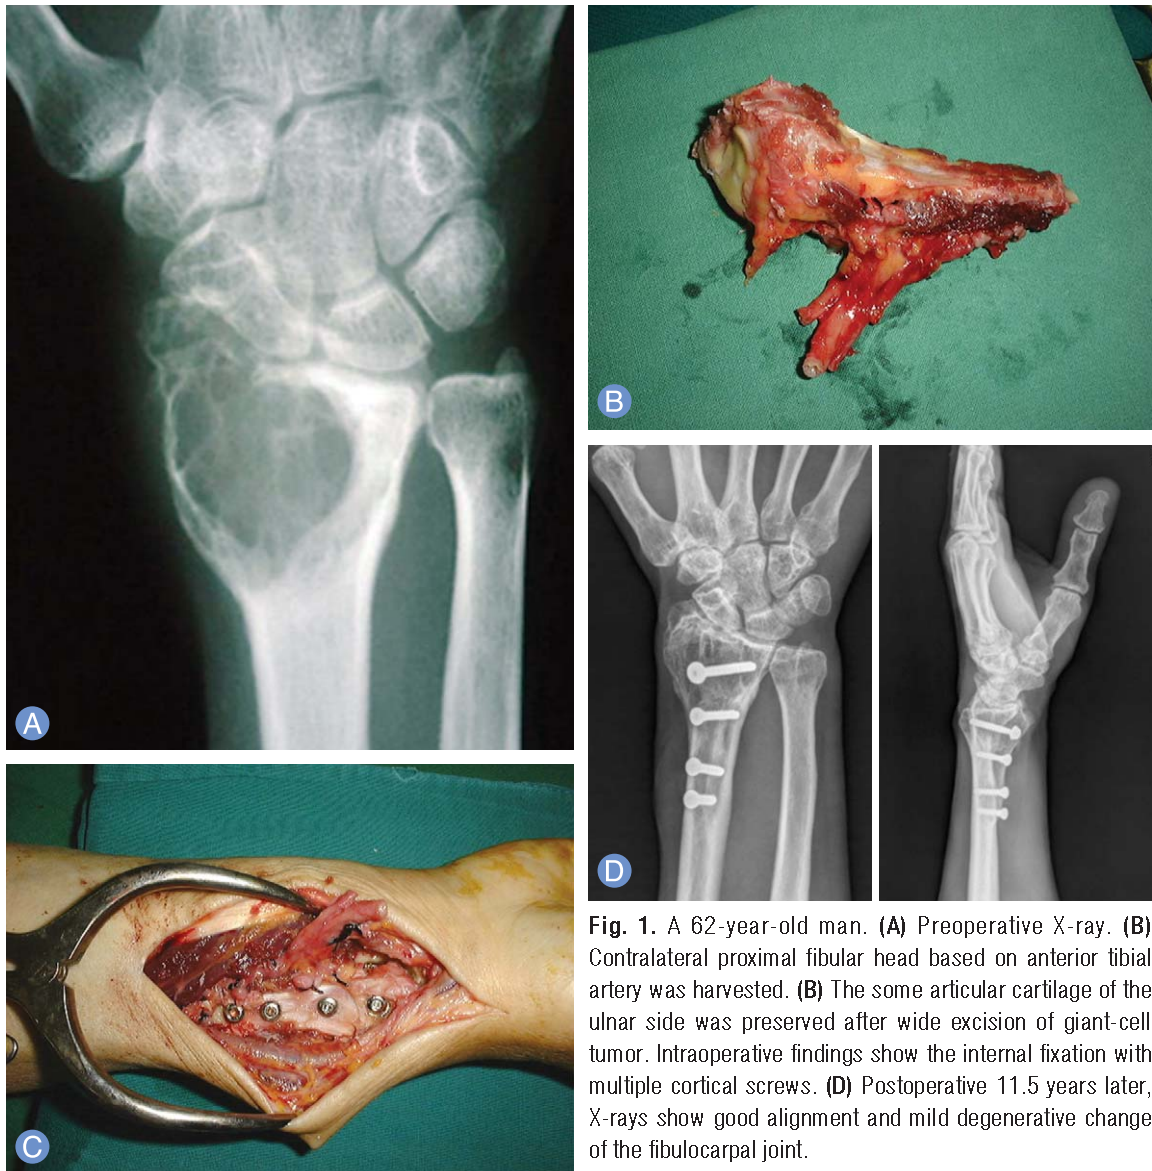 A
B
C
D
Fig. 1. A 62-year-old man. (A) Preoperative X-ray. (B)
Contralateral proximal fibular head based on anterior tibial
artery was harvested. (B) The some articular cartilage of the
ulnar side was preserved after wide excision of giant-cell
tumor. Intraoperative findings show the internal fixation with
multiple cortical screws. (D) Postoperative 11.5 years later,
X-rays show good alignment and mild degenerative change
of the fibulocarpal joint.